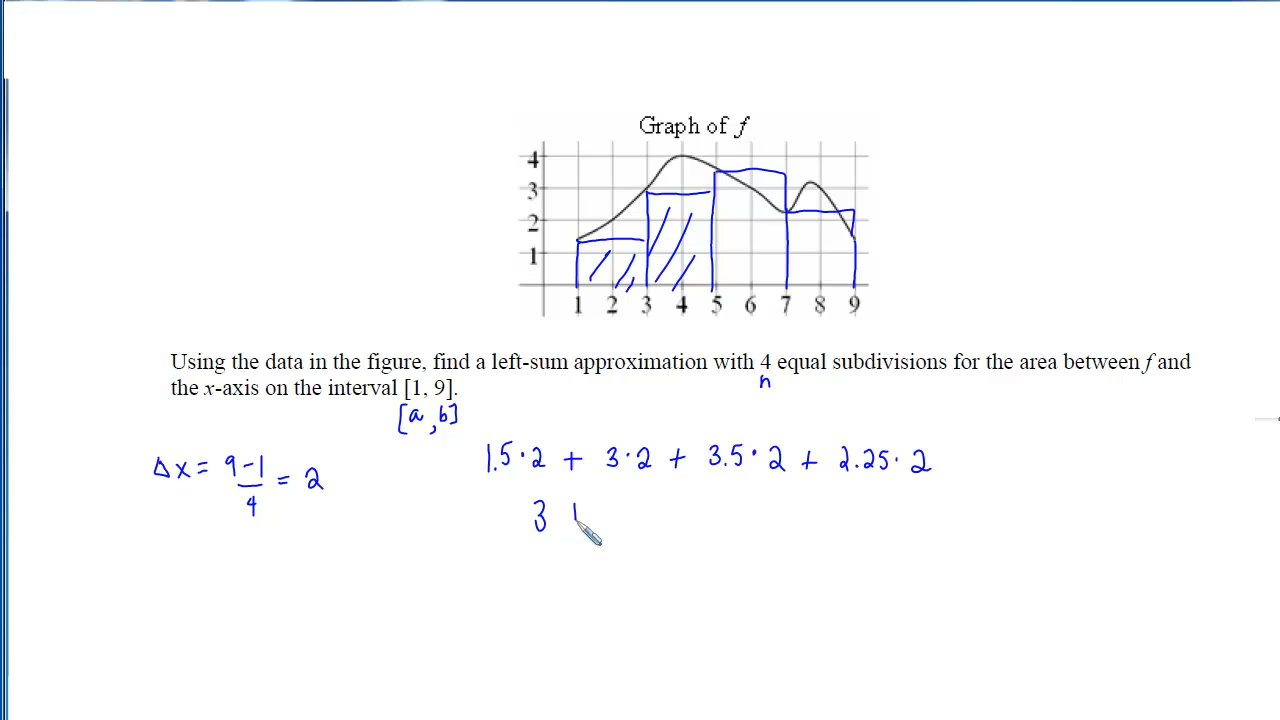 Graph of f
4
3
2
1
1 2 3 4 5 6 7 8 9
Using the data in the figure, find a left-sum approximation with 4 equal subdivisions for the area between f and
the x-axis on the interval [1, 9].
n
[a, b]
Δx = 9-1/4 = 2
1.5·2 + 3·2 + 3.5·2 + 2.25·2
3